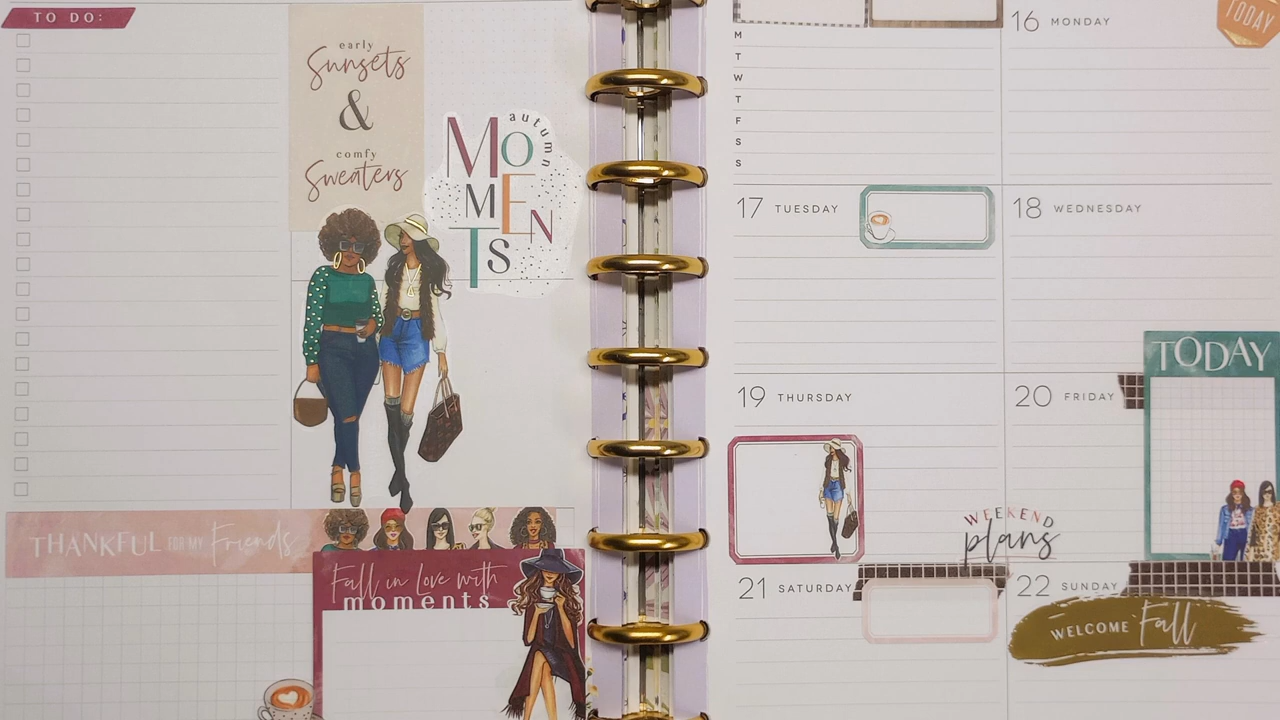 TO DO:
early
Sunsets
&
comfy
Sweaters
autumn
MOMENTS
THANKFUL FOR MY Friends
Fall in Love with
moments
M
T
W
T
F
S
S
16 MONDAY
TODAY
17 TUESDAY
18 WEDNESDAY
19 THURSDAY
20 FRIDAY
TODAY
WEEKEND
plans
21 SATURDAY
22 SUNDAY
WELCOME Fall